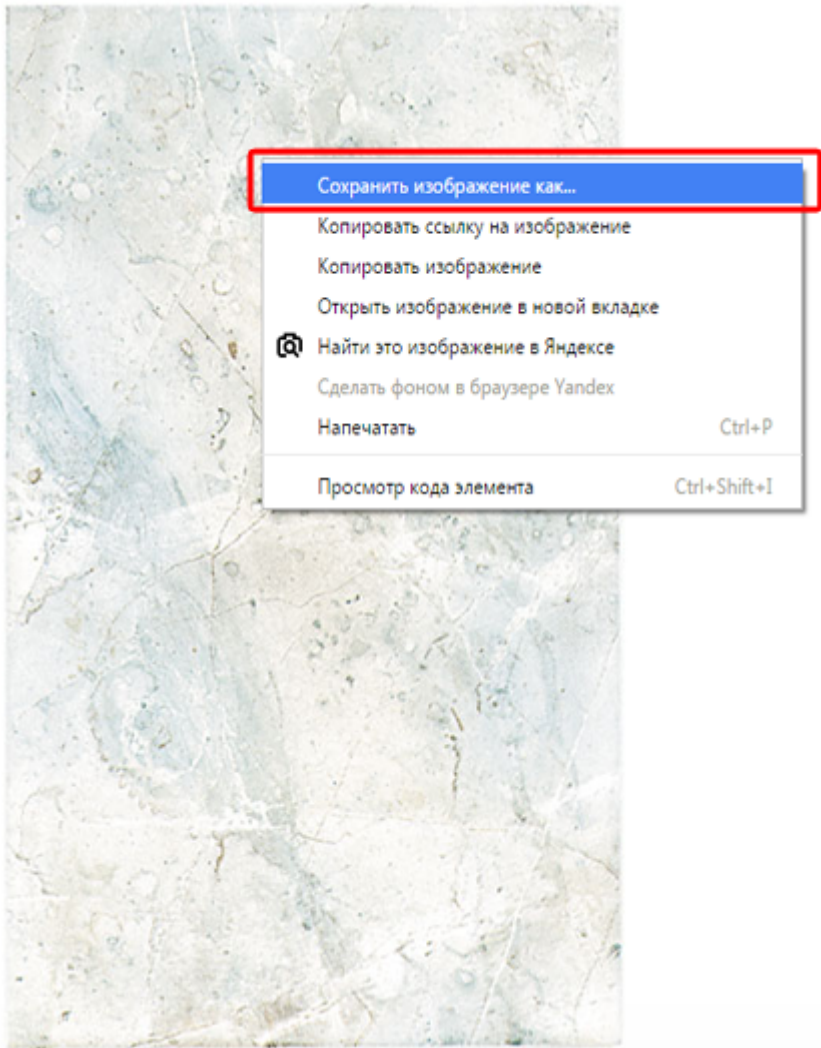 Сохранить изображение как...
Копировать ссылку на изображение
Копировать изображение
Открыть изображение в новой вкладке
Найти это изображение в Яндексе
Сделать фоном в браузере Yandex
Напечатать Ctrl+P
Просмотр кода элемента Ctrl+Shift+I